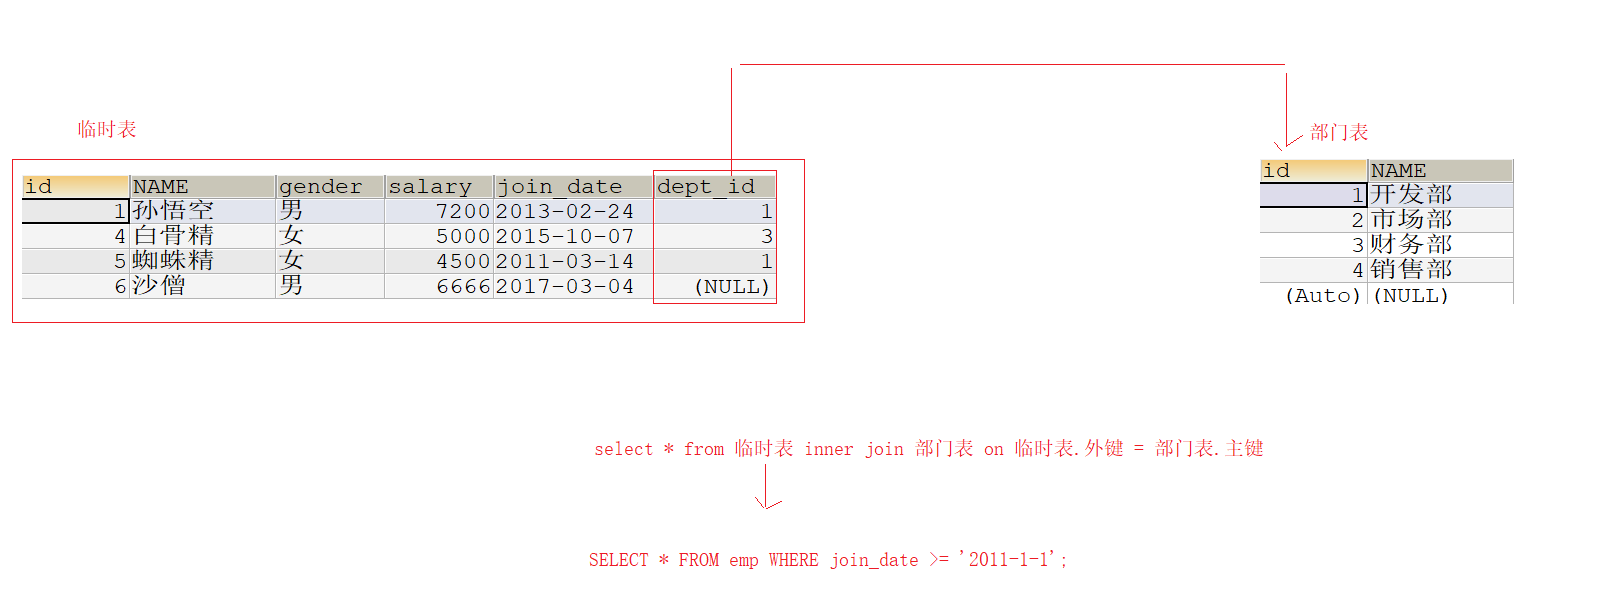 临时表
部门表
id NAME gender salary join_date dept_id
1 孙悟空 男 7200 2013-02-24 1
4 白骨精 女 5000 2015-10-07 3
5 蜘蛛精 女 4500 2011-03-14 1
6 沙僧 男 6666 2017-03-04 (NULL)
id NAME
1 开发部
2 市场部
3 财务部
4 销售部
(Auto) (NULL)
select * from 临时表 inner join 部门表 on 临时表.外键 = 部门表.主键
SELECT * FROM emp WHERE join_date >= '2011-1-1';